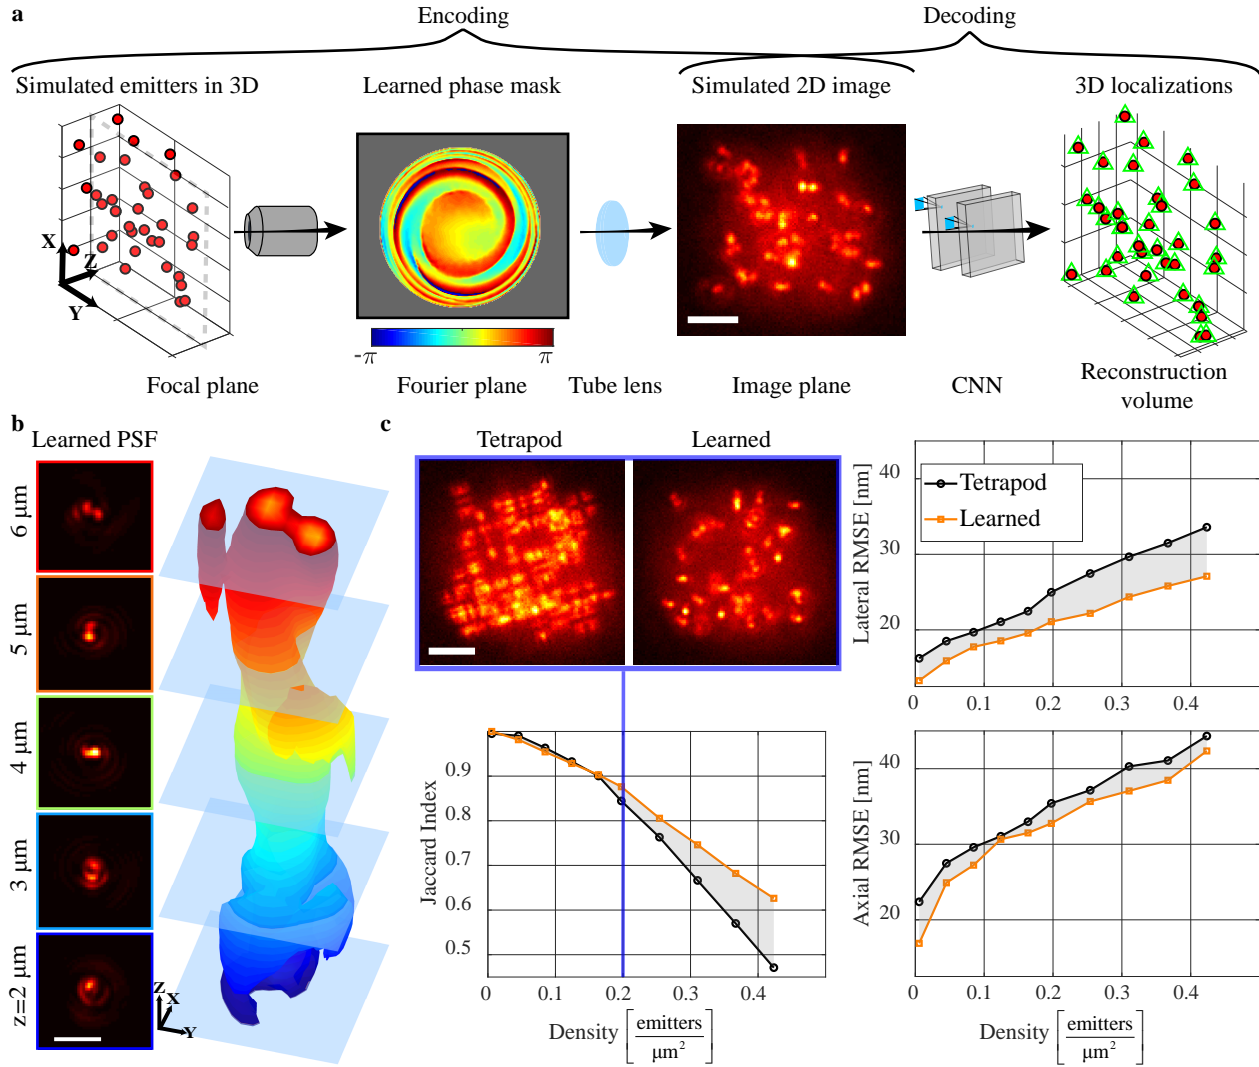 a
Encoding
Decoding
Simulated emitters in 3D
Learned phase mask
Simulated 2D image
3D localizations
X
Z
Y
-π
π
Focal plane
Fourier plane
Tube lens
Image plane
CNN
Reconstruction
volume
b
Learned PSF
6 μm
5 μm
4 μm
3 μm
z=2 μm
Z
X
Y
c
Tetrapod
Learned
Jaccard Index
0.9
0.8
0.7
0.6
0.5
0
0.1
0.2
0.3
0.4
Density [emitters
μm²]
Lateral RMSE [nm]
40
30
20
Tetrapod
Learned
0
0.1
0.2
0.3
0.4
Axial RMSE [nm]
40
30
20
0
0.1
0.2
0.3
0.4
Density [emitters
μm²]